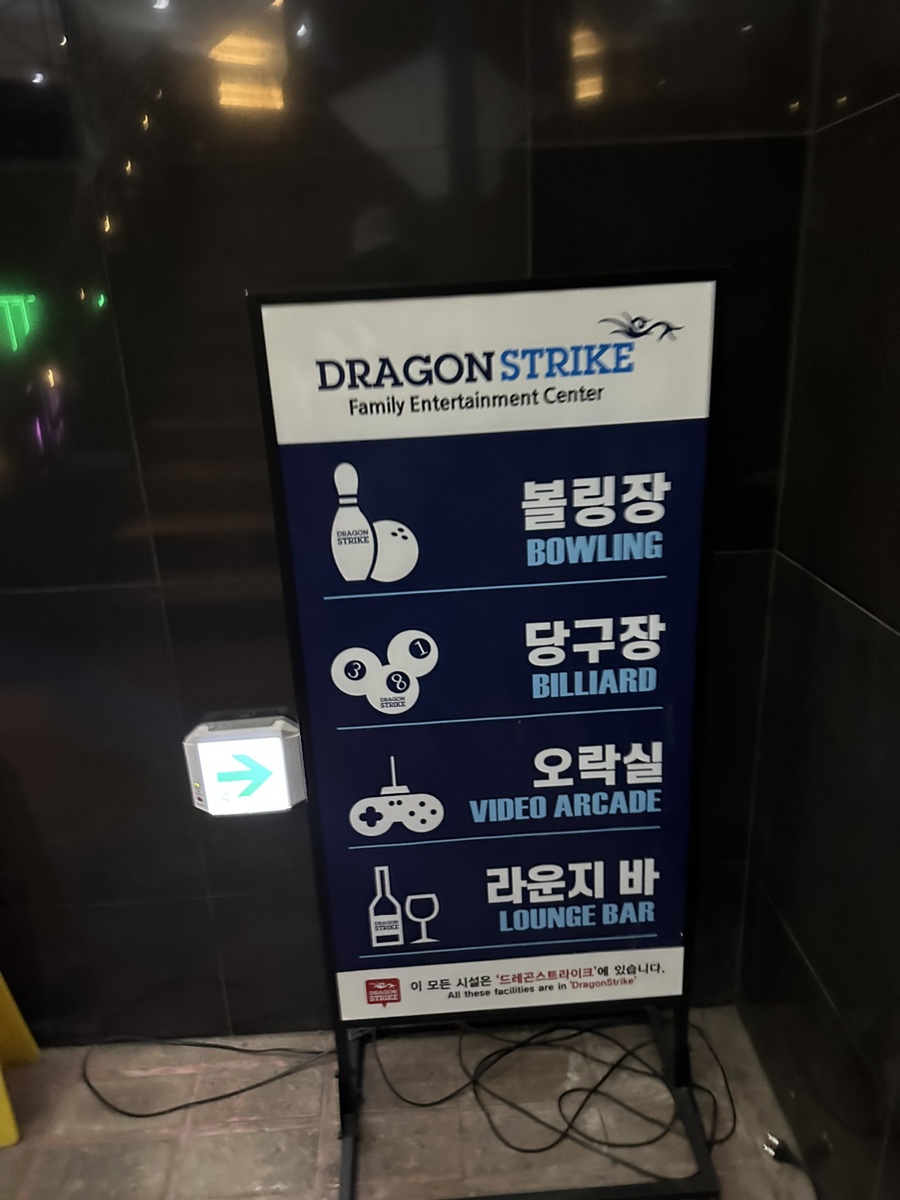 DRAGON STRIKE
Family Entertainment Center
DRAGON
STRIKE
볼링장
BOWLING
3
1
8
DRAGON
STRIKE
당구장
BILLIARD
오락실
VIDEO ARCADE
DRAGON
STRIKE
라운지 바
LOUNGE BAR
DRAGON
STRIKE
이 모든 시설은 '드레곤스트라이크'에 있습니다.
All these facilities are in 'DragonStrike'